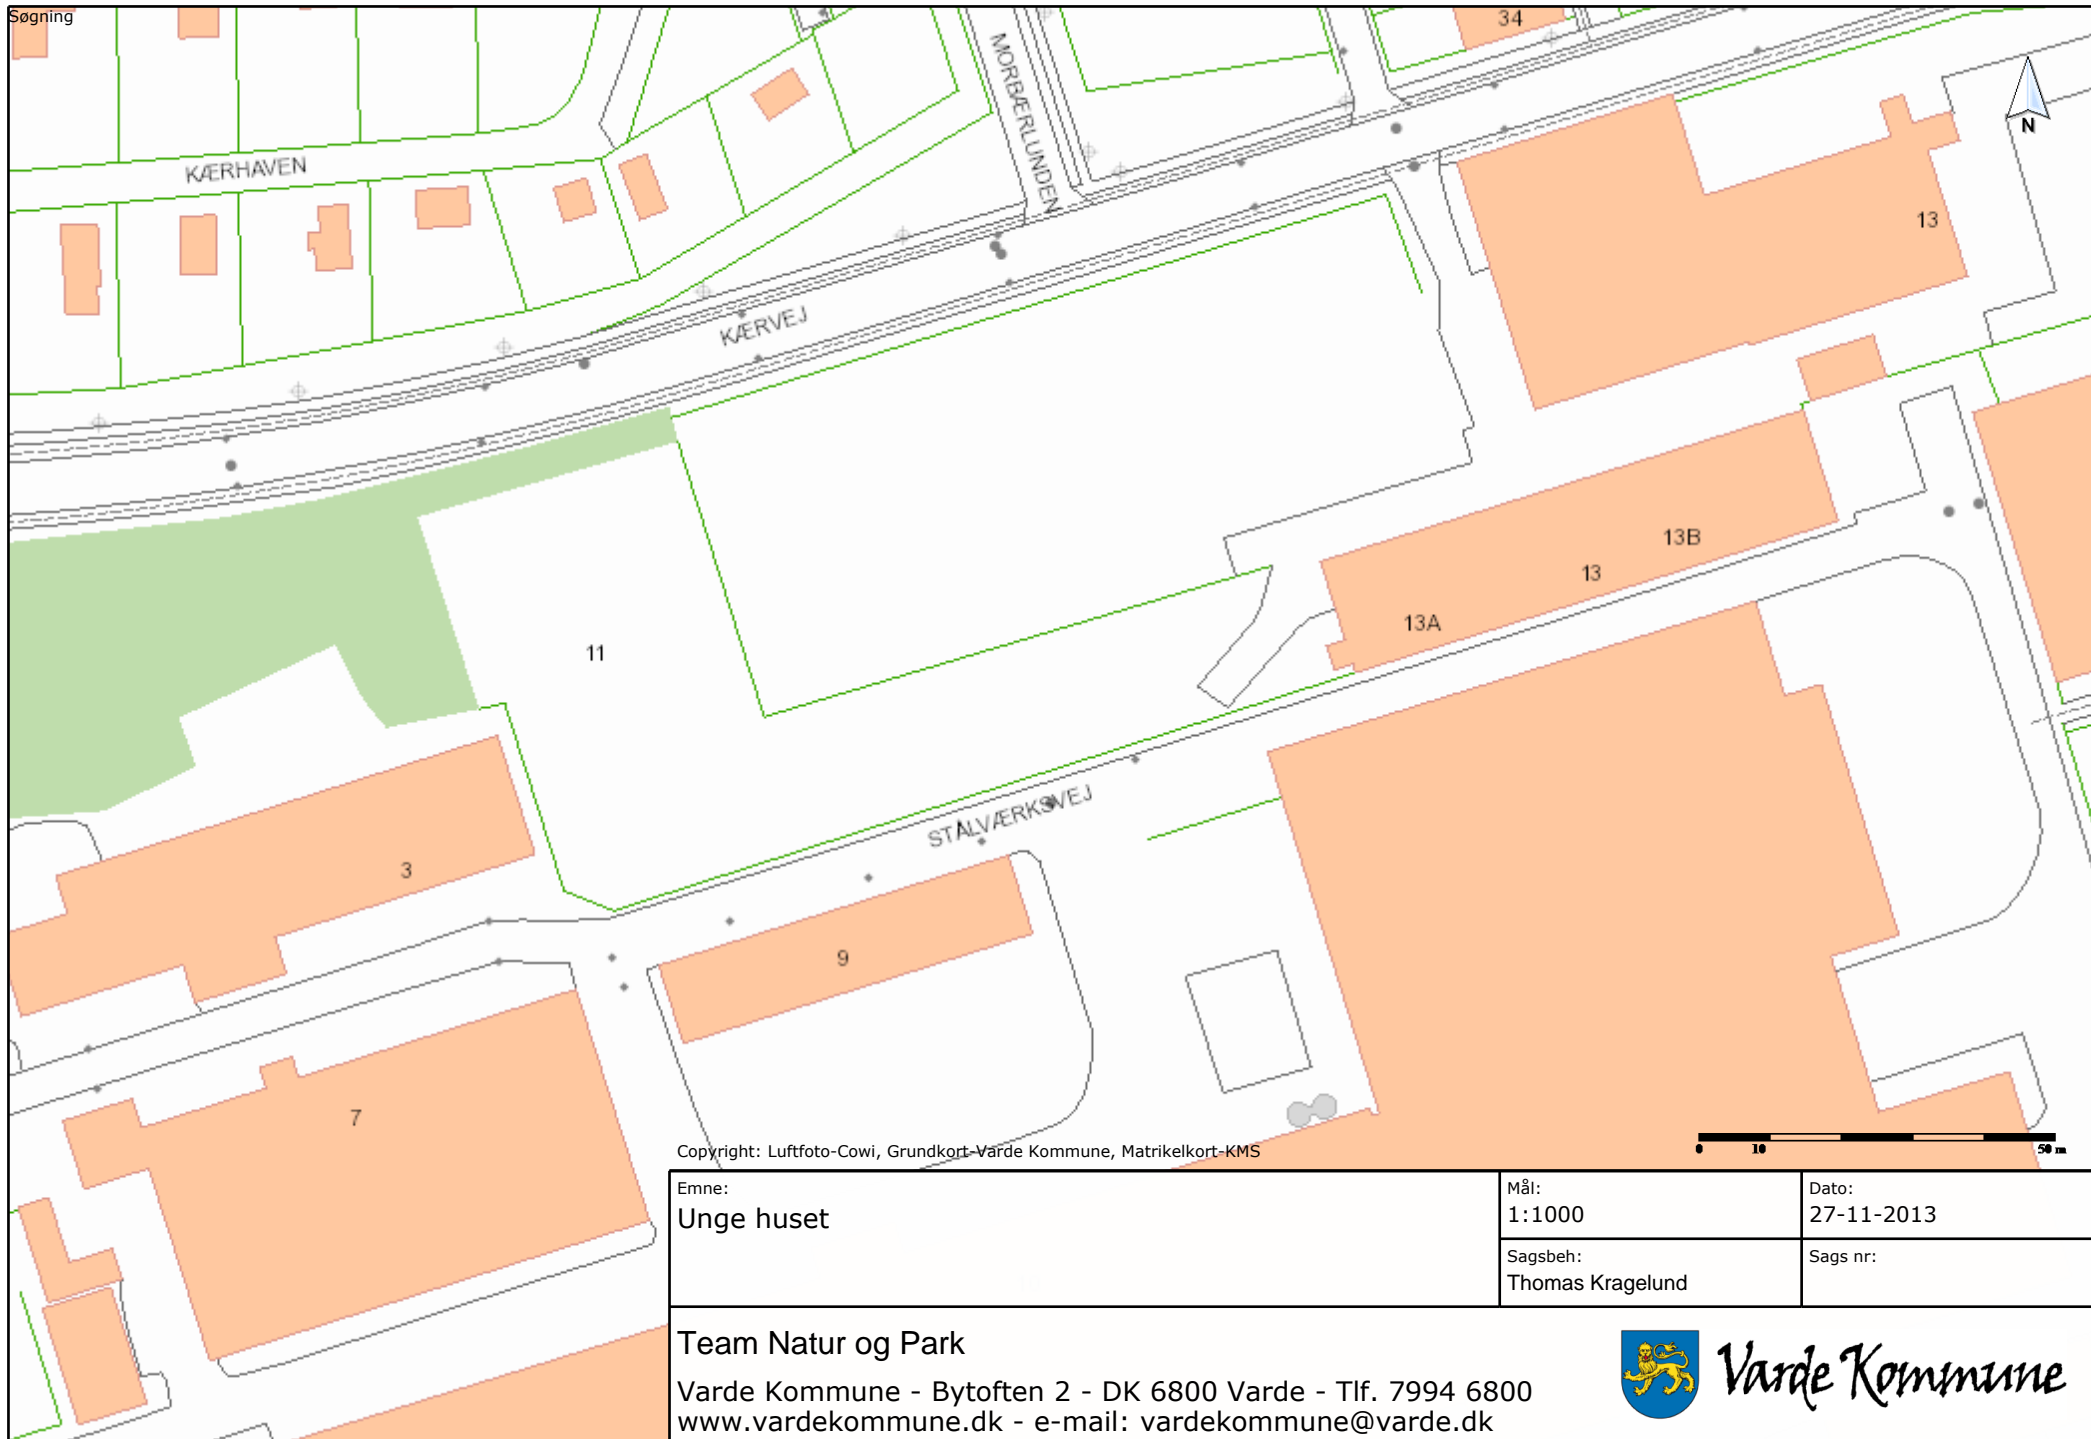 Søgning
34
MORBÆRLUNDEN
N
KÆRHAVEN
13
KÆRVEJ
13B
13
13A
11
STÅLVÆRKSVEJ
3
9
7
Copyright: Luftfoto-Cowi, Grundkort-Varde Kommune, Matrikelkort-KMS
0 10 50 m
Emne:
Unge huset
Mål:
1:1000
Dato:
27-11-2013
Sagsbeh:
Thomas Kragelund
Sags nr:
Team Natur og Park
Varde Kommune - Bytoften 2 - DK 6800 Varde - Tlf. 7994 6800
www.vardekommune.dk - e-mail: vardekommune@varde.dk
Varde Kommune